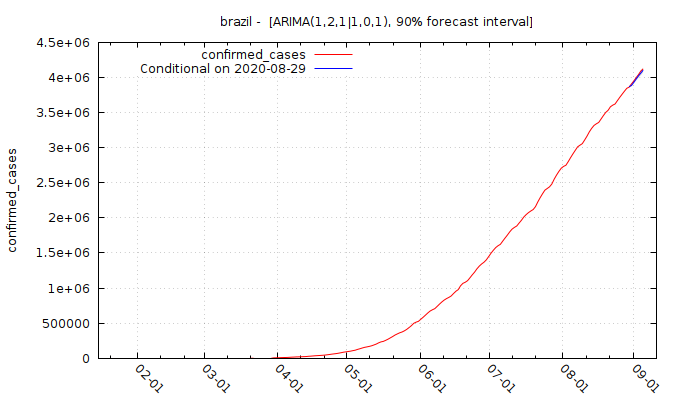 brazil -  [ARIMA(1,2,1|1,0,1), 90% forecast interval]
4.5e+06
4e+06
3.5e+06
3e+06
2.5e+06
2e+06
1.5e+06
1e+06
500000
0
confirmed_cases
confirmed_cases
Conditional on 2020-08-29
02-01
03-01
04-01
05-01
06-01
07-01
08-01
09-01